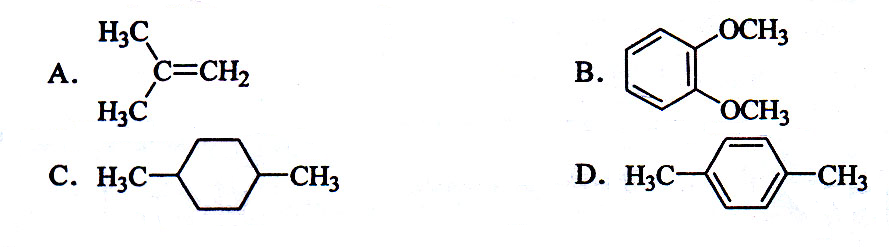 H₃C
A. C=CH₂
H₃C
B. OCH₃
OCH₃
C. H₃C CH₃
D. H₃C CH₃